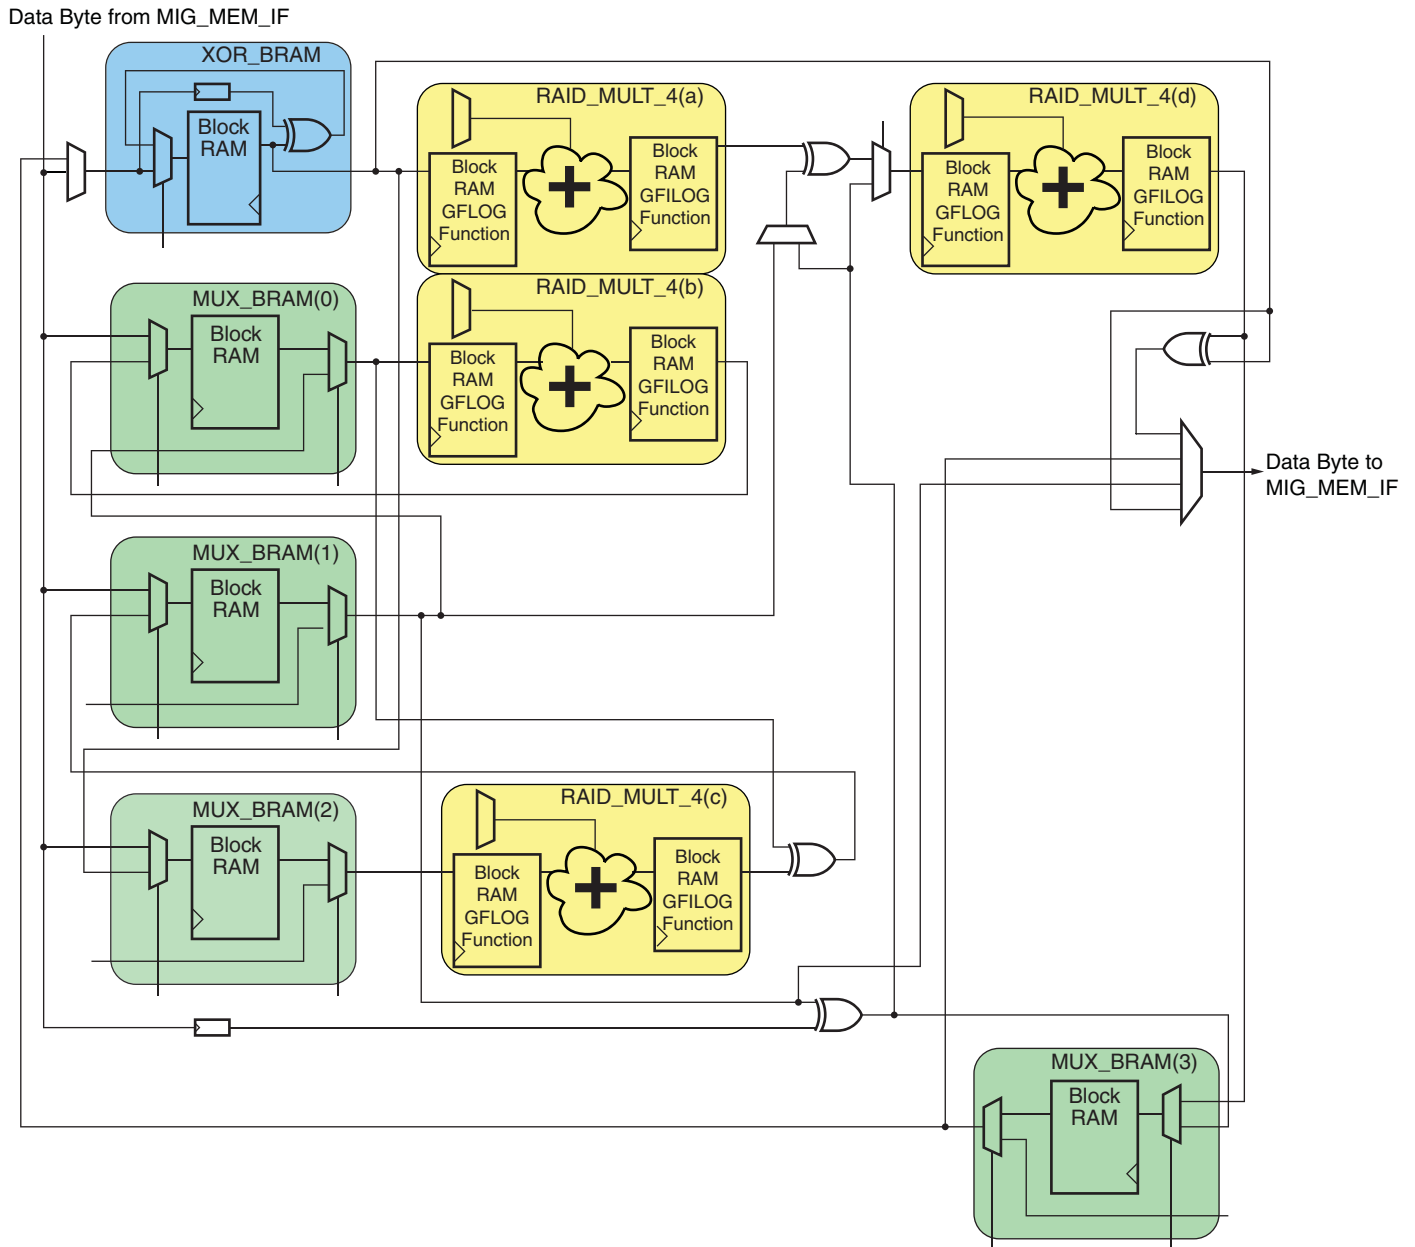 Data Byte from MIG_MEM_IF
XOR_BRAM
Block
RAM
RAID_MULT_4(a)
Block
RAM
GFLOG
Function
Block
RAM
GFILOG
Function
RAID_MULT_4(d)
Block
RAM
GFLOG
Function
Block
RAM
GFILOG
Function
MUX_BRAM(0)
Block
RAM
RAID_MULT_4(b)
Block
RAM
GFLOG
Function
Block
RAM
GFILOG
Function
Data Byte to
MIG_MEM_IF
MUX_BRAM(1)
Block
RAM
MUX_BRAM(2)
Block
RAM
RAID_MULT_4(c)
Block
RAM
GFLOG
Function
Block
RAM
GFILOG
Function
MUX_BRAM(3)
Block
RAM